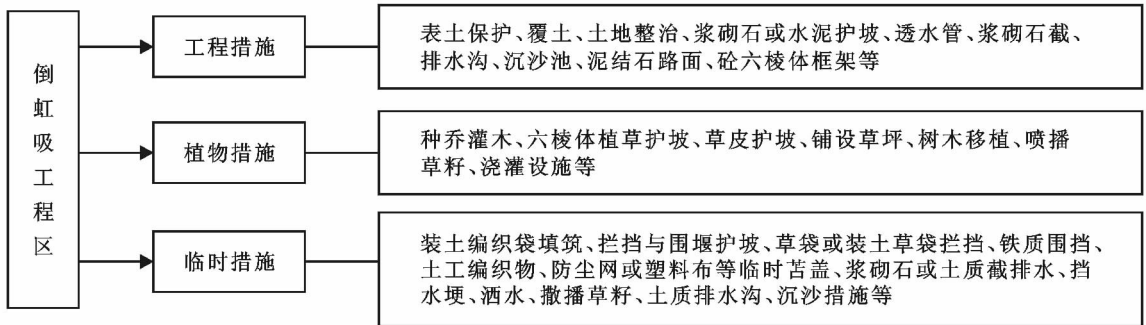 倒虹吸工程区
工程措施
表土保护、覆土、土地整治、浆砌石或水泥护坡、透水管、浆砌石截、
排水沟、沉沙池、泥结石路面、砼六棱体框架等
植物措施
种乔灌木、六棱体植草护坡、草皮护坡、铺设草坪、树木移植、喷播
草籽、浇灌设施等
临时措施
装土编织袋填筑、拦挡与围堰护坡、草袋或装土草袋拦挡、铁质围挡、
土工编织物、防尘网或塑料布等临时苫盖、浆砌石或土质截排水、挡
水埂、洒水、撒播草籽、土质排水沟、沉沙措施等